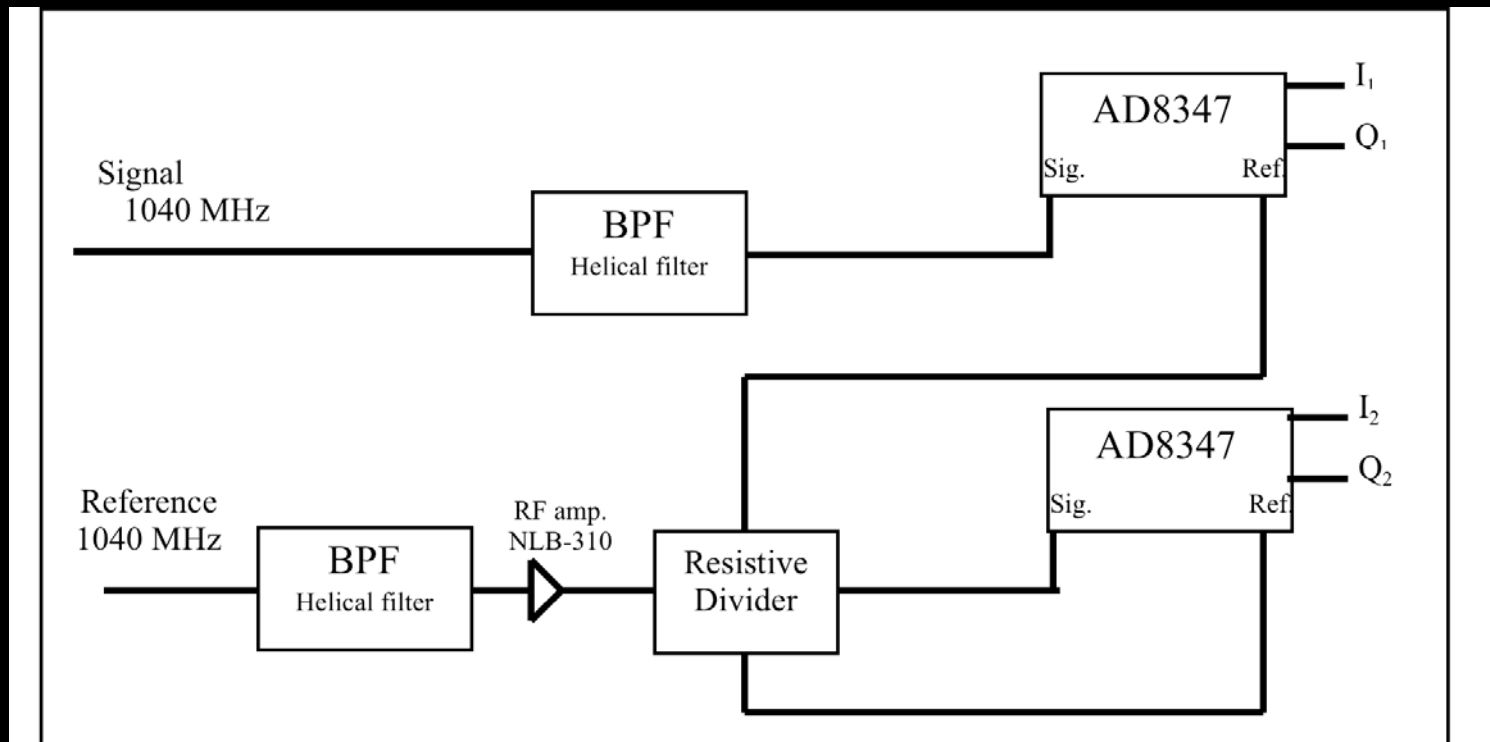 AD8347
I₁
Q₁
Sig.
Ref.
Signal
1040 MHz
BPF
Helical filter
AD8347
I₂
Q₂
Sig.
Ref.
Reference
1040 MHz
BPF
Helical filter
RF amp.
NLB-310
Resistive
Divider